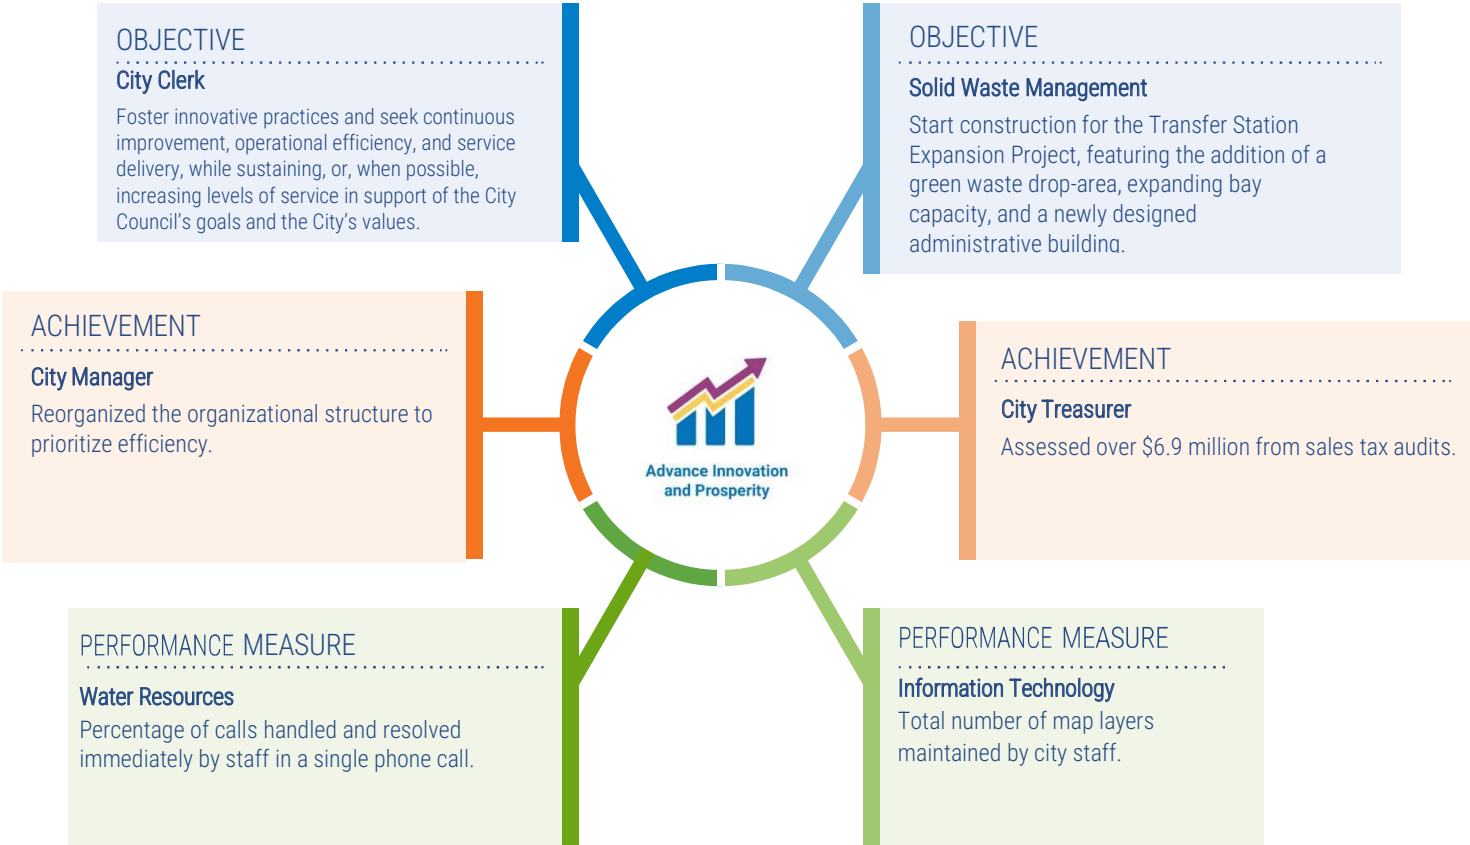 OBJECTIVE
City Clerk
Foster innovative practices and seek continuous
improvement, operational efficiency, and service
delivery, while sustaining, or, when possible,
increasing levels of service in support of the City
Council's goals and the City's values.
OBJECTIVE
Solid Waste Management
Start construction for the Transfer Station
Expansion Project, featuring the addition of a
green waste drop-area, expanding bay
capacity, and a newly designed
administrative building.
ACHIEVEMENT
City Manager
Reorganized the organizational structure to
prioritize efficiency.
Advance Innovation
and Prosperity
ACHIEVEMENT
City Treasurer
Assessed over $6.9 million from sales tax audits.
PERFORMANCE MEASURE
Water Resources
Percentage of calls handled and resolved
immediately by staff in a single phone call.
PERFORMANCE MEASURE
Information Technology
Total number of map layers
maintained by city staff.